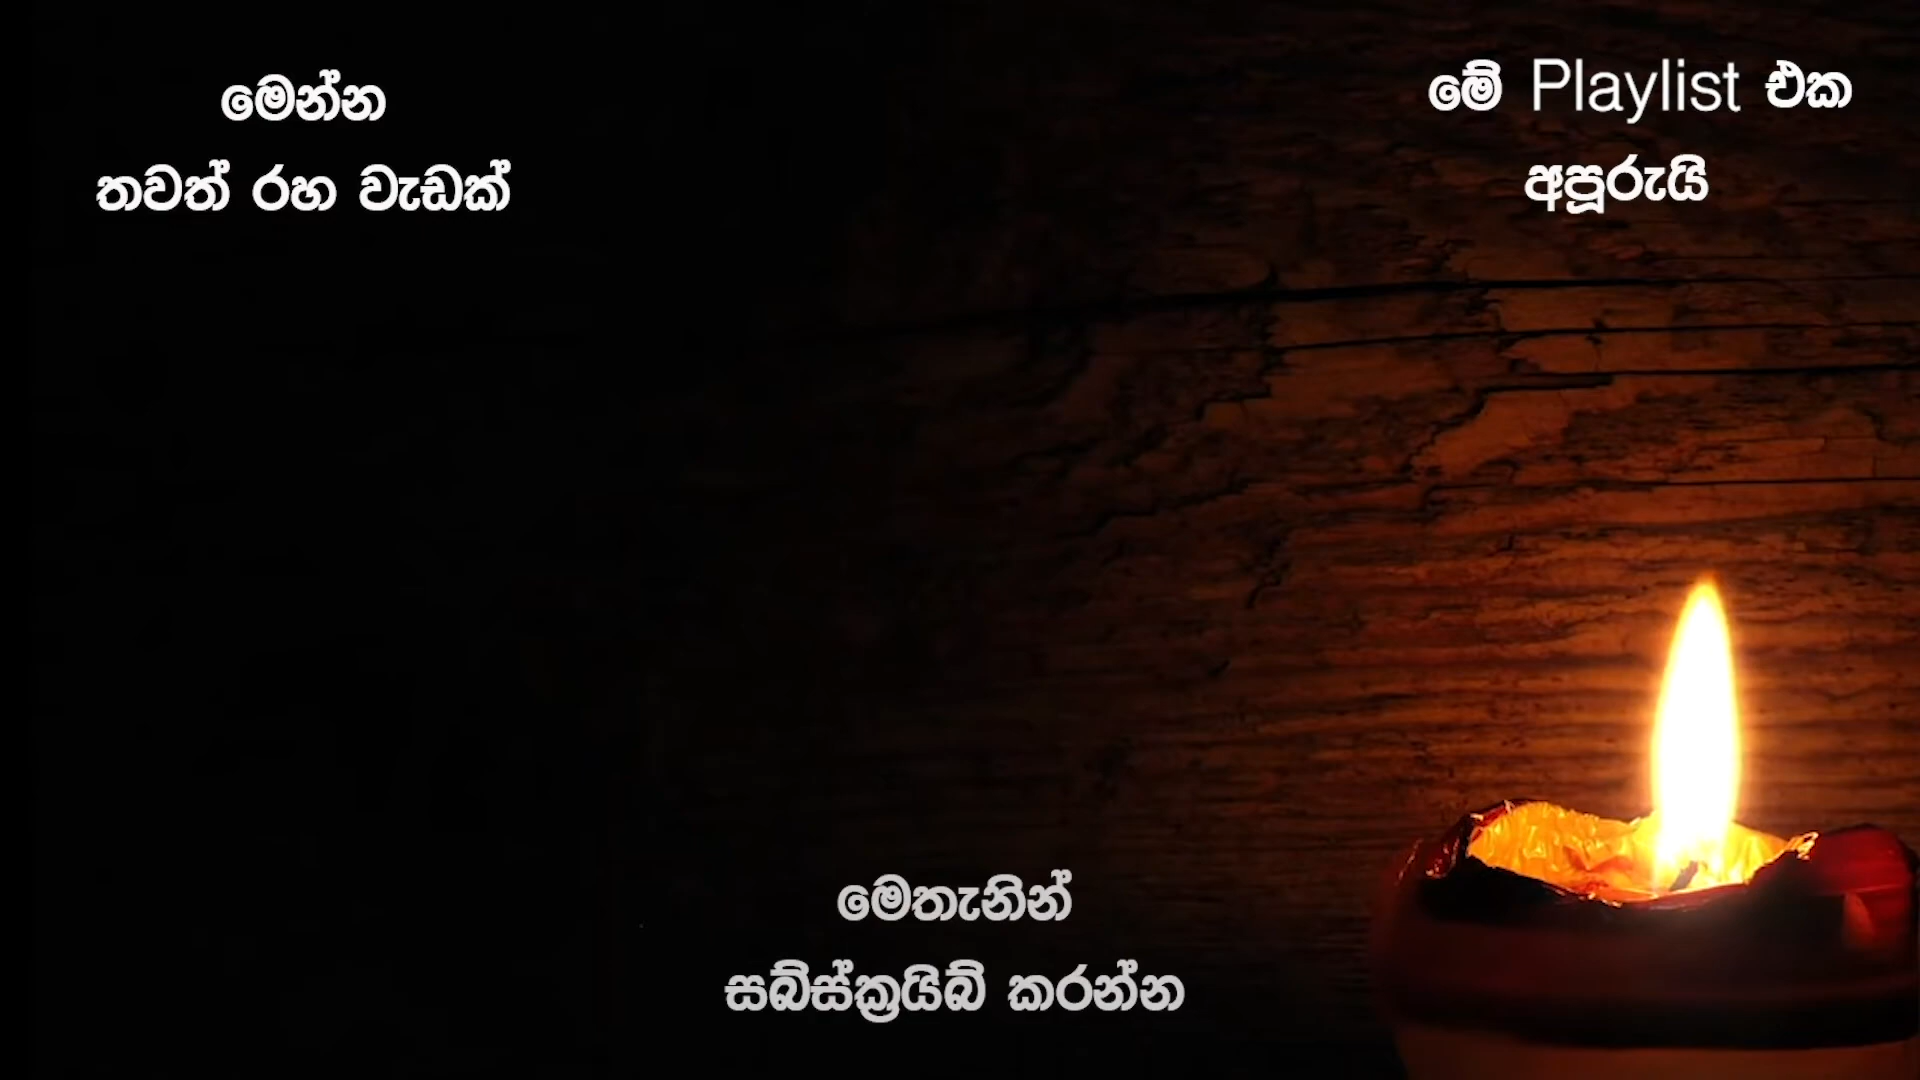 මෙන්න
තවත් රහ වැඩක්
මේ Playlist එක
අපූරුයි
මෙතැනින්
සබ්ස්ක්‍රයිබ් කරන්න